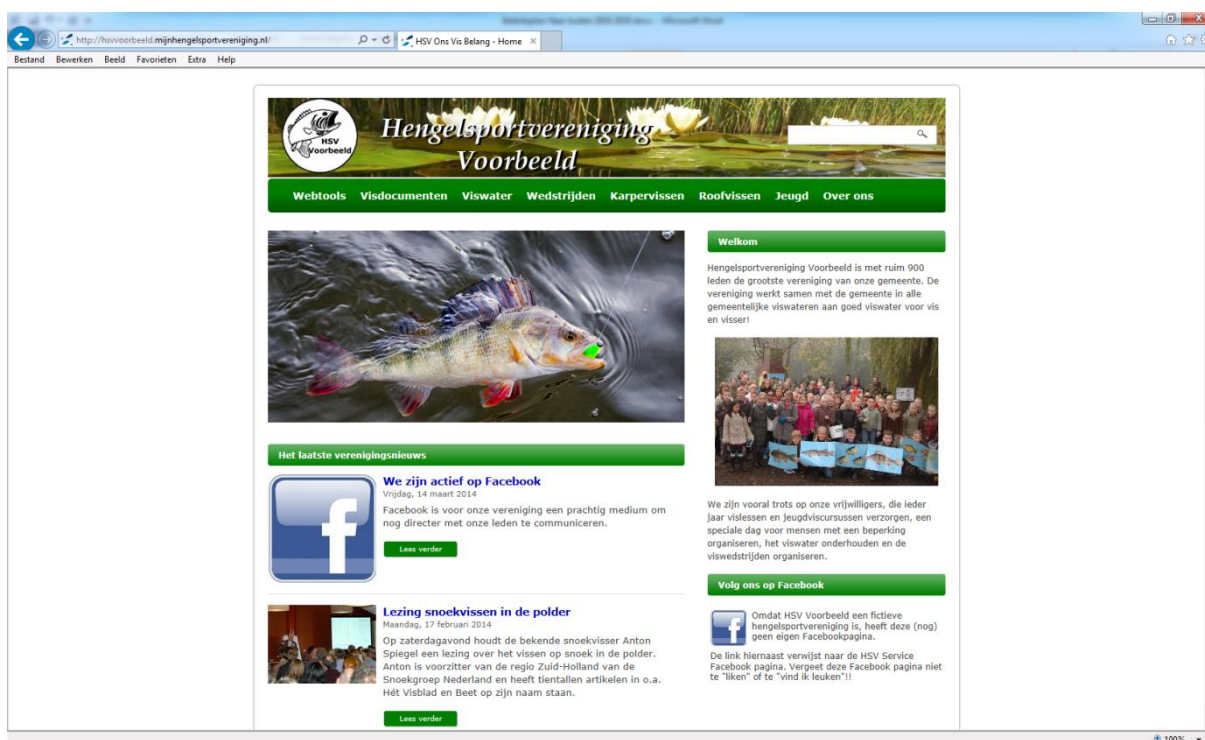 http://hsvvoorbeeld.mijnhengelsportvereniging.nl/
HSV Ons Vis Belang - Home
Bestand Bewerken Beeld Favorieten Extra Help
HSV
Voorbeeld
Hengelsportvereniging
Voorbeeld
Webtools Visdocumenten Viswater Wedstrijden Karpervissen Roofvissen Jeugd Over ons
Het laatste verenigingsnieuws
We zijn actief op Facebook
Vrijdag, 14 maart 2014
Facebook is voor onze vereniging een prachtig medium om
nog directer met onze leden te communiceren.
Lees verder
Lezing snoekvissen in de polder
Maandag, 17 februari 2014
Op zaterdagavond houdt de bekende snoekvisser Anton
Spiegel een lezing over het vissen op snoek in de polder.
Anton is voorzitter van de regio Zuid-Holland van de
Snoekgroep Nederland en heeft tientallen artikelen in o.a.
Hét Visblad en Beet op zijn naam staan.
Lees verder
Welkom
Hengelsportvereniging Voorbeeld is met ruim 900
leden de grootste vereniging van onze gemeente. De
vereniging werkt samen met de gemeente in alle
gemeentelijke viswateren aan goed viswater voor vis
en visser!
We zijn vooral trots op onze vrijwilligers, die ieder
jaar vislessen en jeugdviscursussen verzorgen, een
speciale dag voor mensen met een beperking
organiseren, het viswater onderhouden en de
viswedstrijden organiseren.
Volg ons op Facebook
Omdat HSV Voorbeeld een fictieve
hengelsportvereniging is, heeft deze (nog)
geen eigen Facebookpagina.
De link hiernaast verwijst naar de HSV Service
Facebook pagina. Vergeet deze Facebook pagina niet
te "liken" of te "vind ik leuken"!!
100%